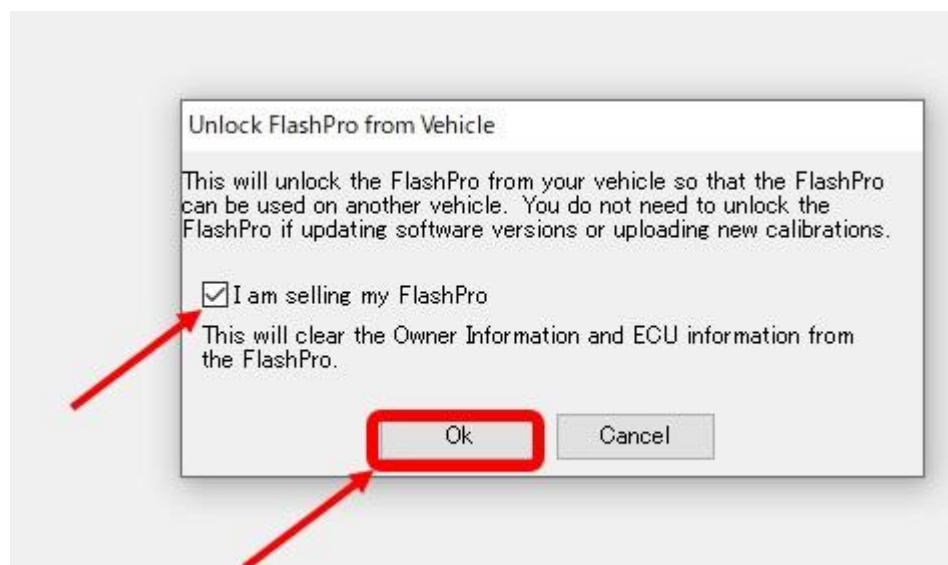 Unlock FlashPro from Vehicle
This will unlock the FlashPro from your vehicle so that the FlashPro
can be used on another vehicle. You do not need to unlock the
FlashPro if updating software versions or uploading new calibrations.
I am selling my FlashPro
This will clear the Owner Information and ECU information from
the FlashPro.
Ok
Cancel